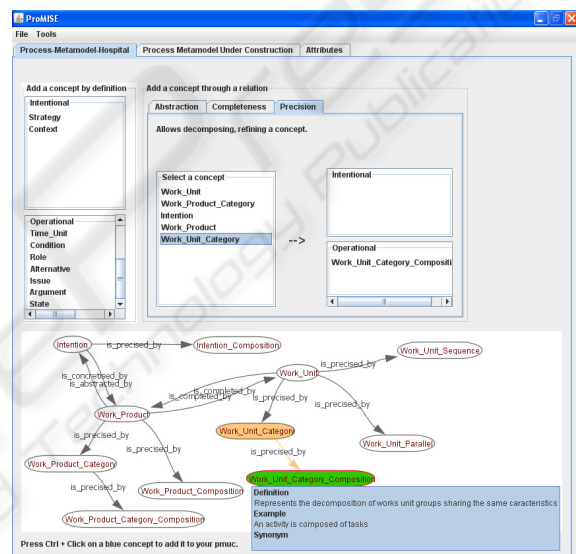 ProMISE
File Tools
Process-Metamodel-Hospital Process Metamodel Under Construction Attributes
Add a concept by definition
Intentional
Strategy
Context
Operational
Time_Unit
Condition
Role
Alternative
Issue
Argument
State
Add a concept through a relation
Abstraction Completeness Precision
Allows decomposing, refining a concept.
Select a concept
Work_Unit
Work_Product_Category
Intention
Work_Product
Work_Unit_Category
-->
Intentional
Operational
Work_Unit_Category_Compositi
Intention
is_precised_by
Intention_Composition
is_precised_by
Work_Unit_Sequence
is_concretised_by
is_abstracted_by
Work_Unit
is_completed_by
is_completed_by
is_precised_by
is_precised_by
Work_Product
Work_Unit_Category
Work_Unit_Parallel
is_precised_by
is_precised_by
is_precised_by
Work_Product_Category
Work_Unit_Category_Composition
is_precised_by
Work_Product_Composition
Work_Product_Category_Composition
Definition
Represents the decomposition of works unit groups sharing the same caracteristics
Example
An activity is composed of tasks
Synonym
Press Ctrl + Click on a blue concept to add it to your pmuc.